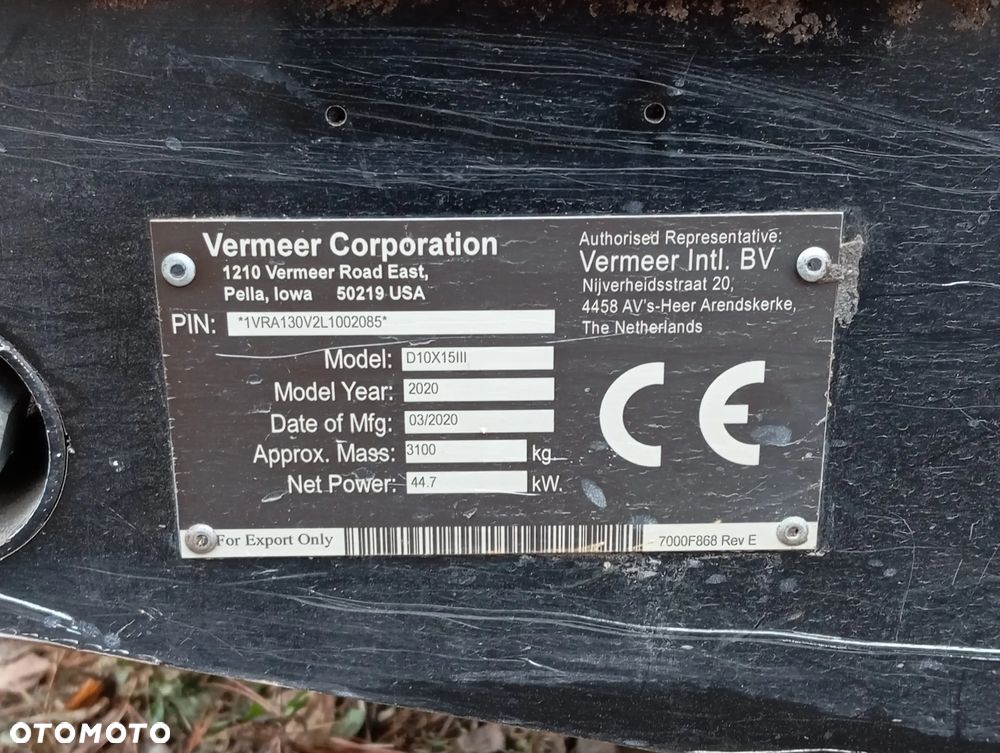 Vermeer Corporation
1210 Vermeer Road East,
Pella, Iowa 50219 USA
Authorised Representative:
Vermeer Intl. BV
Nijverheidsstraat 20,
4458 AV's-Heer Arendskerke,
The Netherlands
PIN: *1VRA130V2L1002085*
Model: D10X15III
Model Year: 2020
Date of Mfg: 03/2020
Approx. Mass: 3100 kg.
Net Power: 44.7 kW.
CE
For Export Only
7000F868 Rev E
OTOMOTO